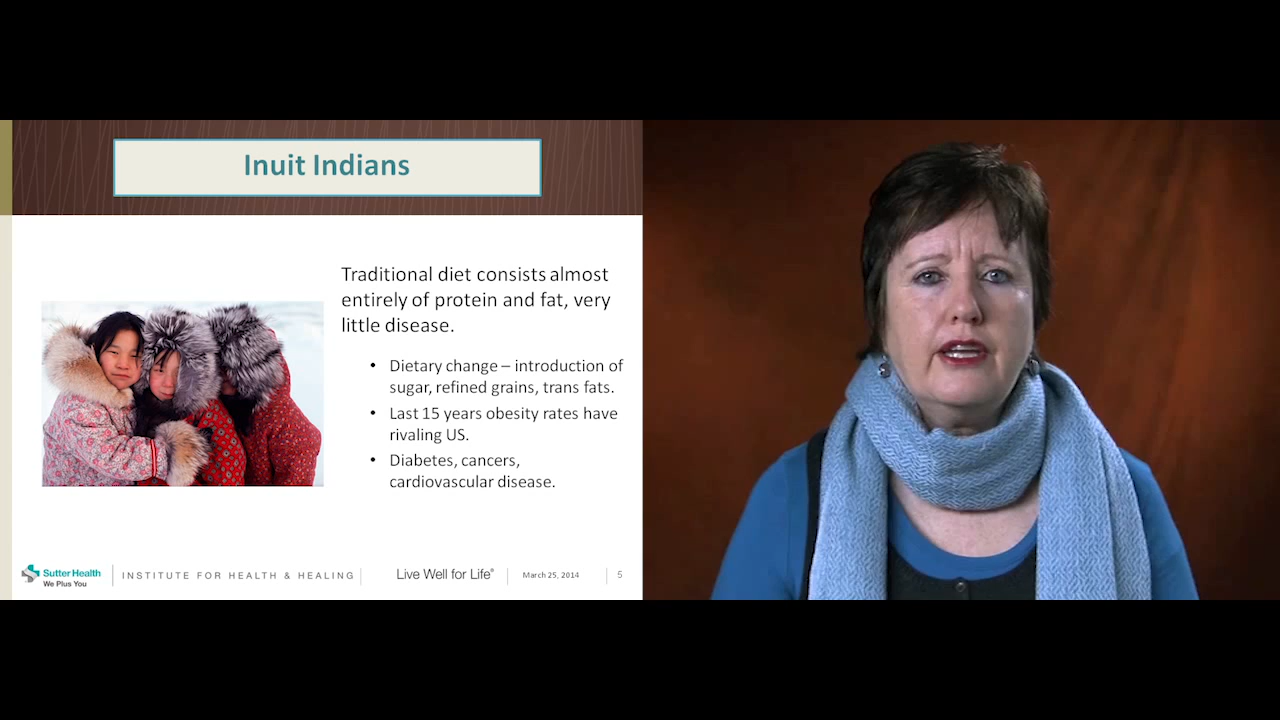 Inuit Indians
Traditional diet consists almost
entirely of protein and fat, very
little disease.
• Dietary change – introduction of
sugar, refined grains, trans fats.
• Last 15 years obesity rates have
rivaling US.
• Diabetes, cancers,
cardiovascular disease.
Sutter Health
We Plus You
INSTITUTE FOR HEALTH & HEALING
Live Well for Life®
March 25, 2014
5